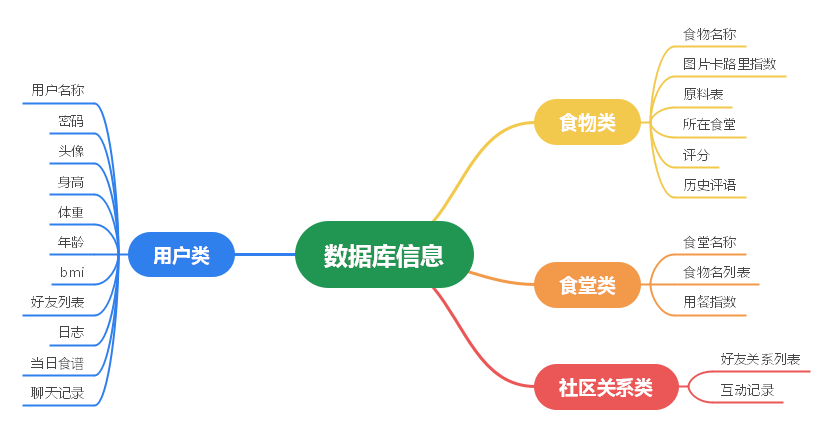 数据库信息
用户类
用户名称
密码
头像
身高
体重
年龄
bmi
好友列表
日志
当日食谱
聊天记录
食物类
食物名称
图片卡路里指数
原料表
所在食堂
评分
历史评语
食堂类
食堂名称
食物名列表
用餐指数
社区关系类
好友关系列表
互动记录